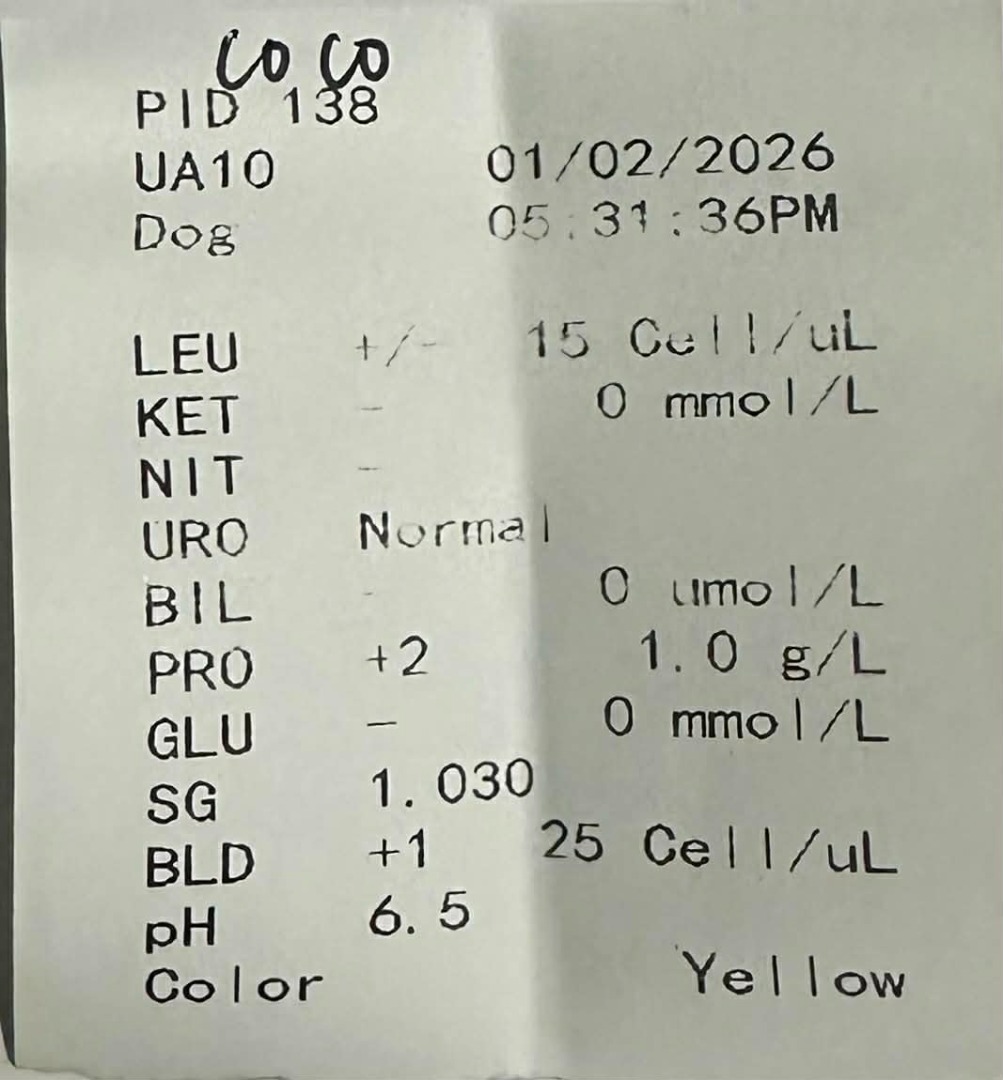 COCO
PID 138
UA10 01/02/2026
Dog 05:31:36PM
LEU +/- 15 Cell/uL
KET - 0 mmol/L
NIT -
URO Normal
BIL - 0 umol/L
PRO +2 1.0 g/L
GLU - 0 mmol/L
SG 1.030
BLD +1 25 Cell/uL
pH 6.5
Color Yellow